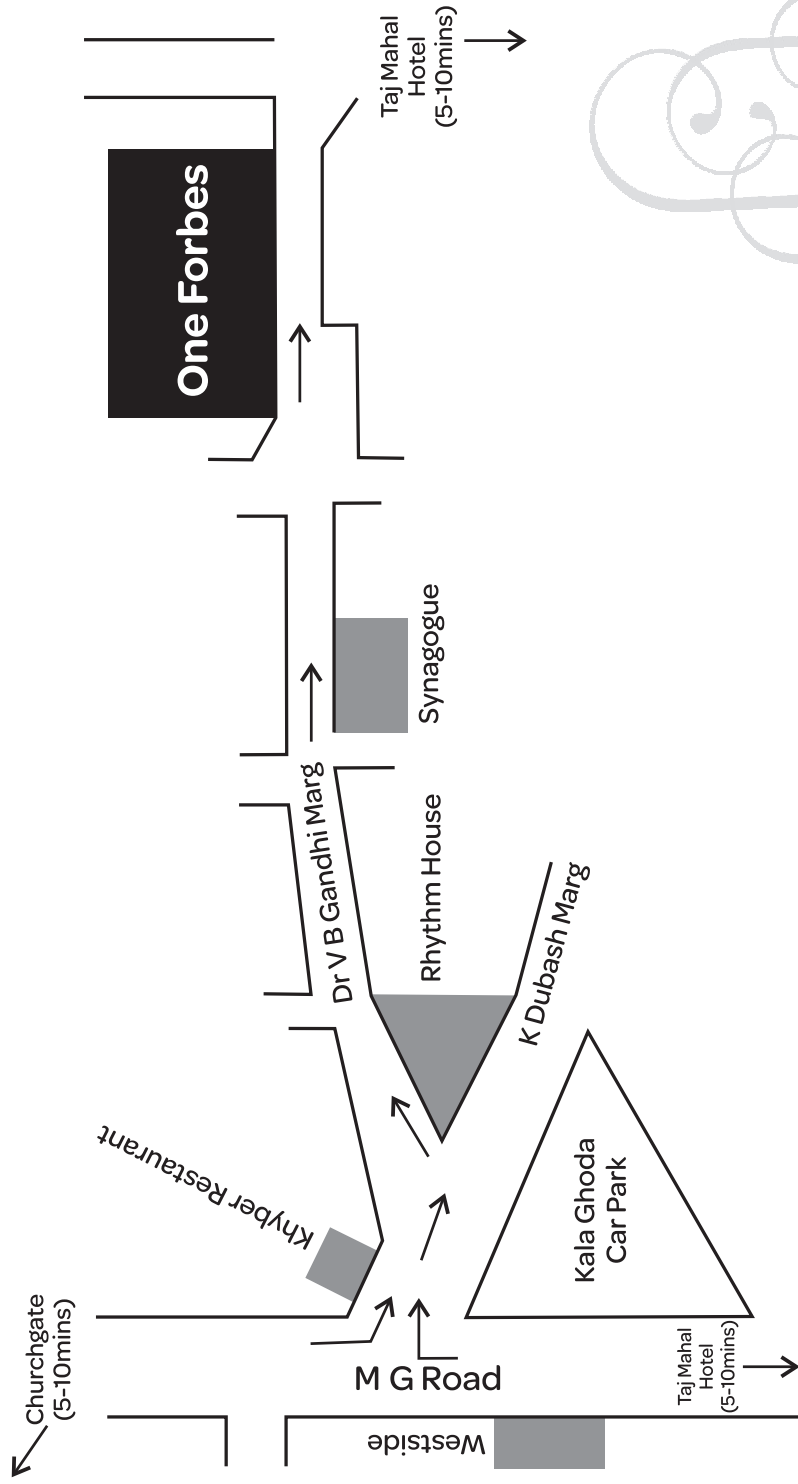 Taj Mahal
Hotel
(5-10mins)
One Forbes
Synagogue
Dr V B Gandhi Marg
Rhythm House
K Dubash Marg
Khyber Restaurant
Kala Ghoda
Car Park
Churchgate
(5-10mins)
M G Road
Taj Mahal
Hotel
(5-10mins)
Westside